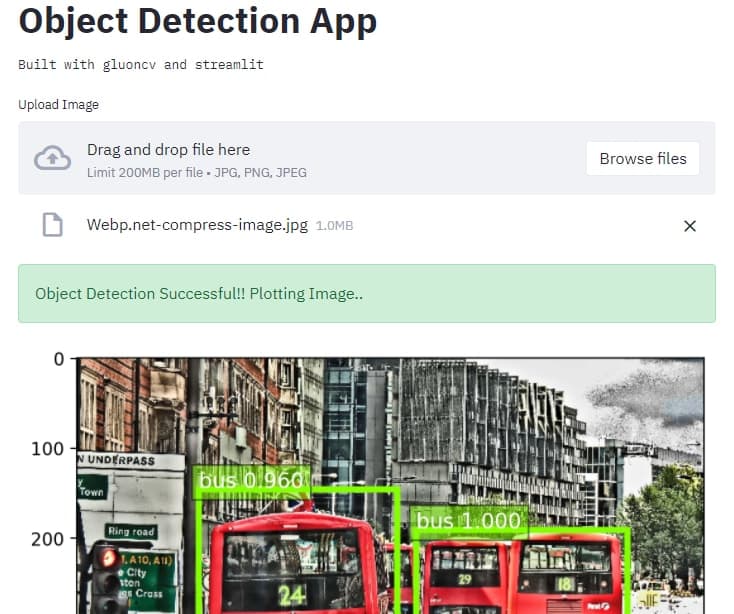 Object Detection App
Built with gluoncv and streamlit
Upload Image
Drag and drop file here
Limit 200MB per file • JPG, PNG, JPEG
Browse files
Webp.net-compress-image.jpg 1.0MB
Object Detection Successful!! Plotting Image..
0
100
200
N UNDERPASS
Town
bus 0.960
bus 1.000
Ring road
1, A10, A11)
e City
ston
gs Cross
24
29
18
First